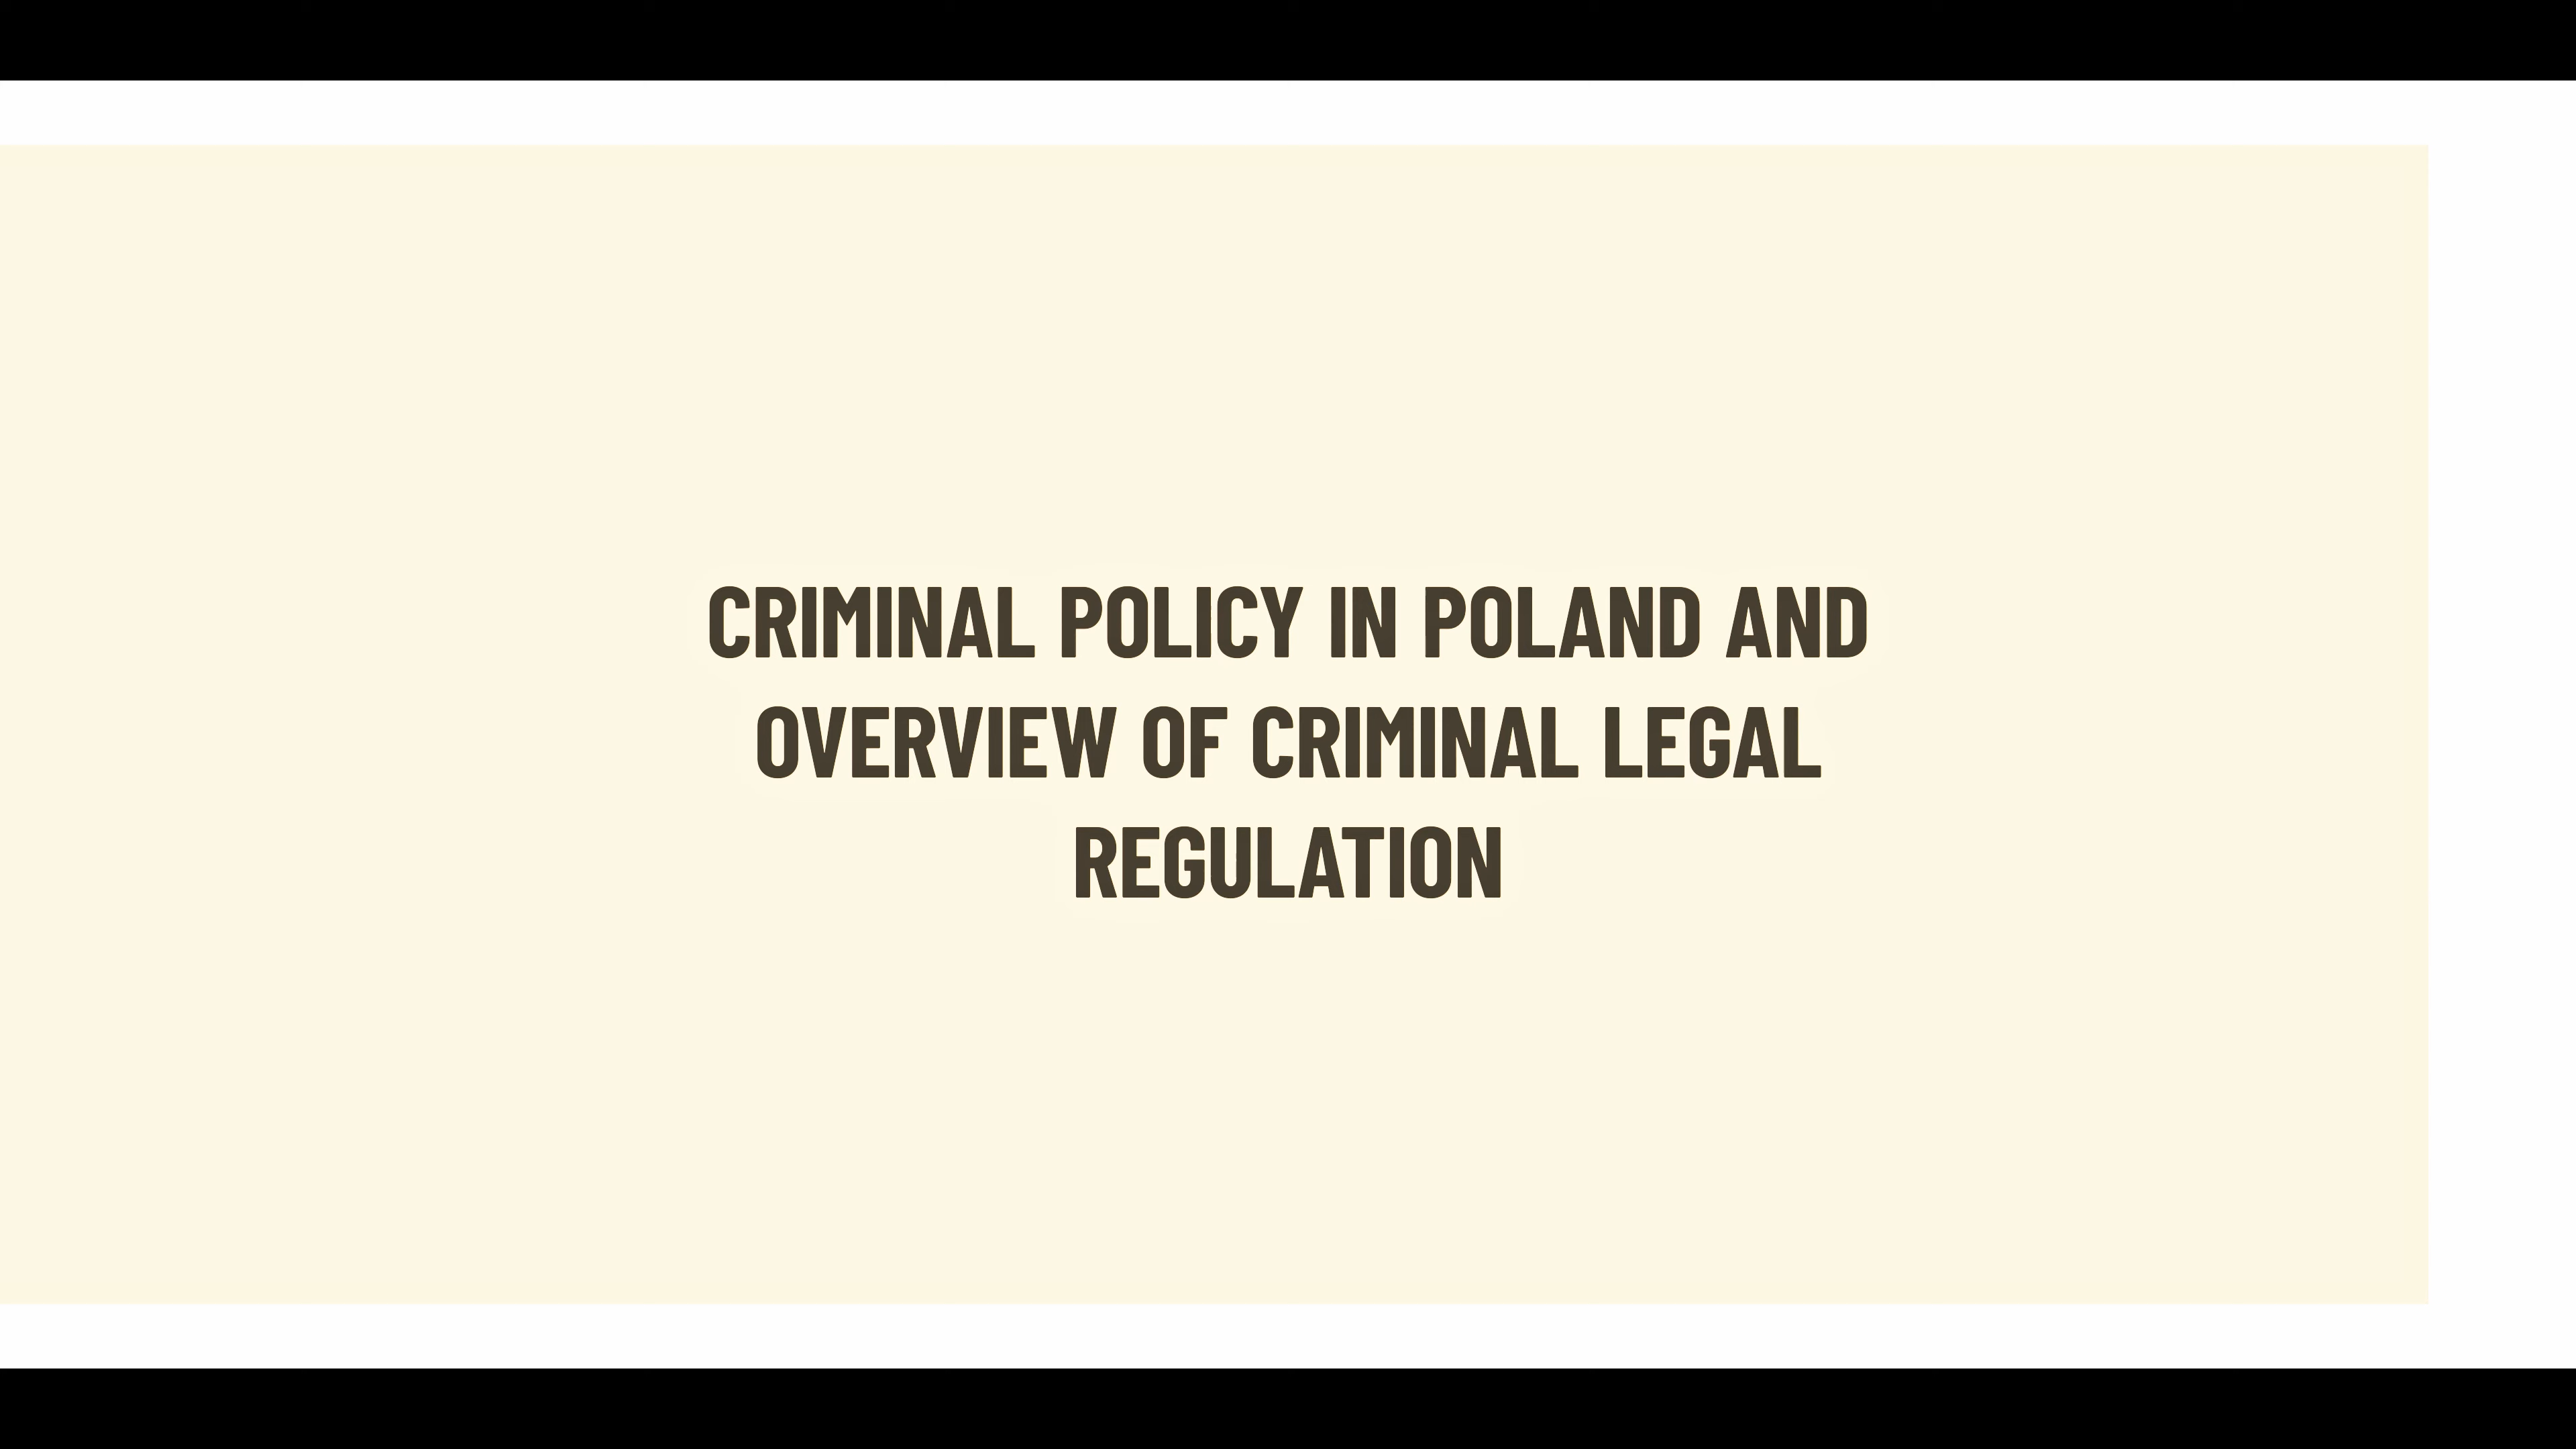 CRIMINAL POLICY IN POLAND AND
OVERVIEW OF CRIMINAL LEGAL
REGULATION